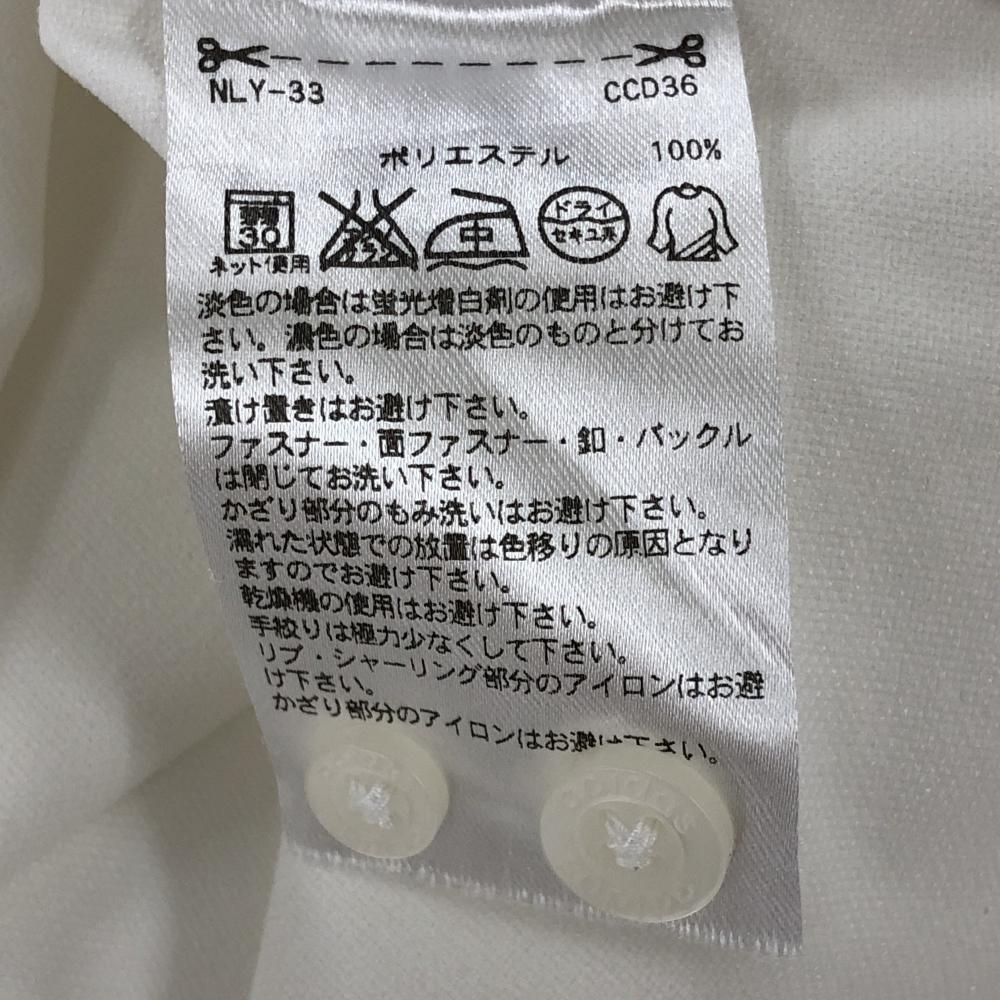 NLY-33 CCD36
ポリエステル 100%
弱 30 エンソ サラシ 中 ドライ セキユ系
ネット使用
淡色の場合は蛍光増白剤の使用はお避け下
さい。濃色の場合は淡色のものと分けてお
洗い下さい。
漬け置きはお避け下さい。
ファスナー・面ファスナー・釦・バックル
は閉じてお洗い下さい。
かざり部分のもみ洗いはお避け下さい。
濡れた状態での放置は色移りの原因となり
ますのでお避け下さい。
乾燥機の使用はお避け下さい。
手絞りは極力少なくして下さい。
リブ・シャーリング部分のアイロンはお避
け下さい。
かざり部分のアイロンはお避け下さい。
adidas